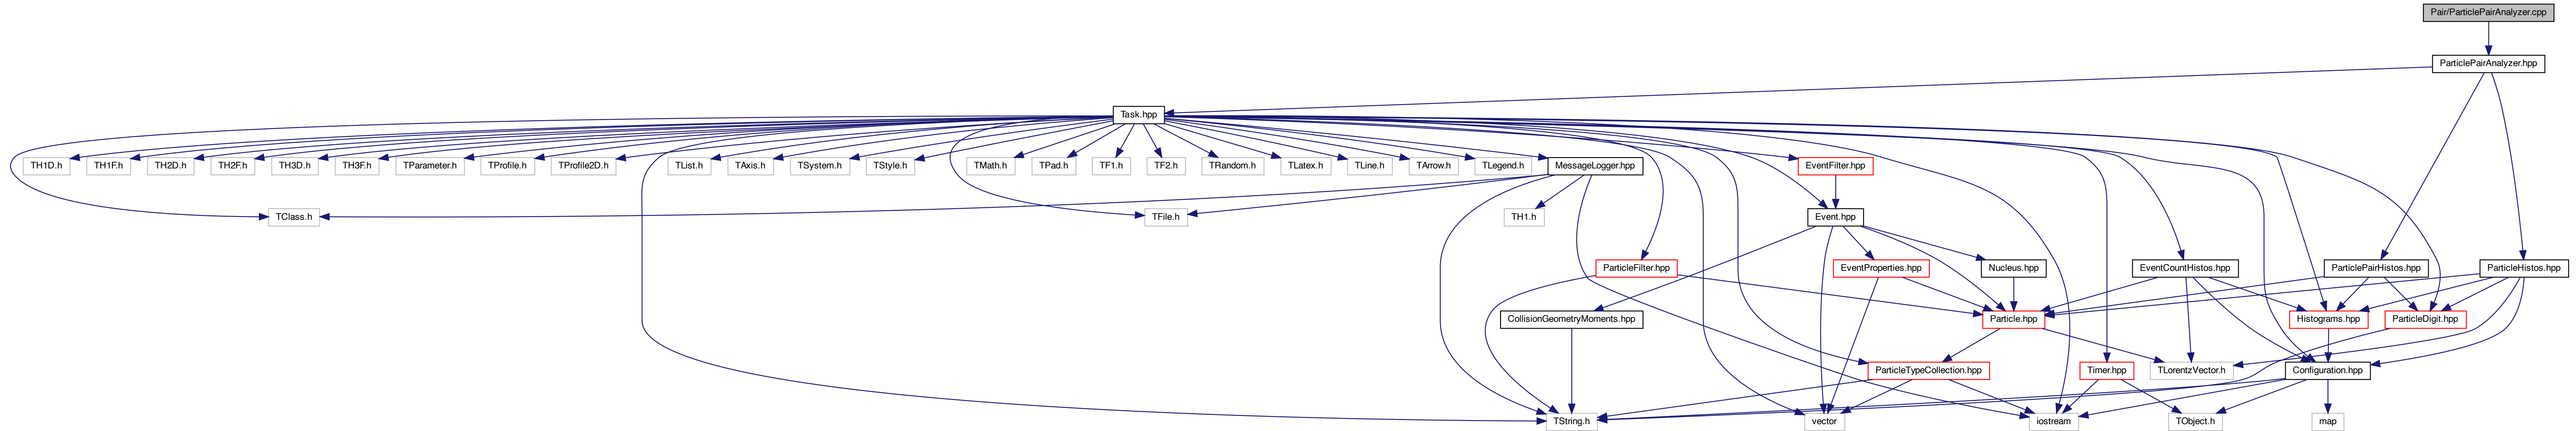 Pair/ParticlePairAnalyzer.cpp
ParticlePairAnalyzer.hpp
Task.hpp
TH1D.h
TH1F.h
TH2D.h
TH2F.h
TH3D.h
TH3F.h
TParameter.h
TProfile.h
TProfile2D.h
TList.h
TAxis.h
TSystem.h
TStyle.h
TMath.h
TPad.h
TF1.h
TF2.h
TRandom.h
TLatex.h
TLine.h
TArrow.h
TLegend.h
MessageLogger.hpp
EventFilter.hpp
TClass.h
TFile.h
TH1.h
Event.hpp
ParticleFilter.hpp
EventProperties.hpp
Nucleus.hpp
EventCountHistos.hpp
ParticlePairHistos.hpp
ParticleHistos.hpp
CollisionGeometryMoments.hpp
Particle.hpp
Histograms.hpp
ParticleDigit.hpp
ParticleTypeCollection.hpp
Timer.hpp
TLorentzVector.h
Configuration.hpp
TString.h
vector
iostream
TObject.h
map